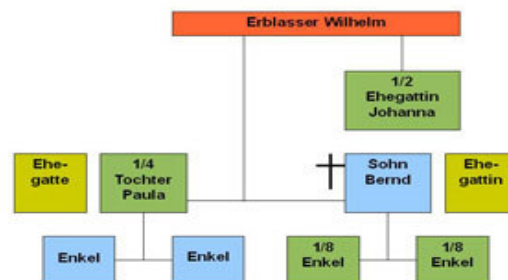 Erblasser Wilhelm
1/2
Ehegattin
Johanna
Ehe-
gatte
1/4
Tochter
Paula
Sohn
Bernd
Ehe-
gattin
Enkel
Enkel
1/8
Enkel
1/8
Enkel